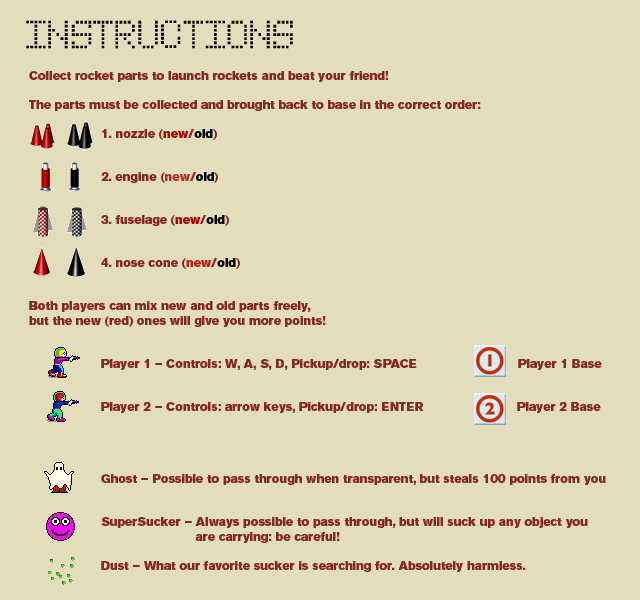 INSTRUCTIONS
Collect rocket parts to launch rockets and beat your friend!
The parts must be collected and brought back to base in the correct order:
1. nozzle (new/old)
2. engine (new/old)
3. fuselage (new/old)
4. nose cone (new/old)
Both players can mix new and old parts freely,
but the new (red) ones will give you more points!
Player 1 – Controls: W, A, S, D, Pickup/drop: SPACE
1 Player 1 Base
Player 2 – Controls: arrow keys, Pickup/drop: ENTER
2 Player 2 Base
Ghost – Possible to pass through when transparent, but steals 100 points from you
SuperSucker – Always possible to pass through, but will suck up any object you
are carrying: be careful!
Dust – What our favorite sucker is searching for. Absolutely harmless.